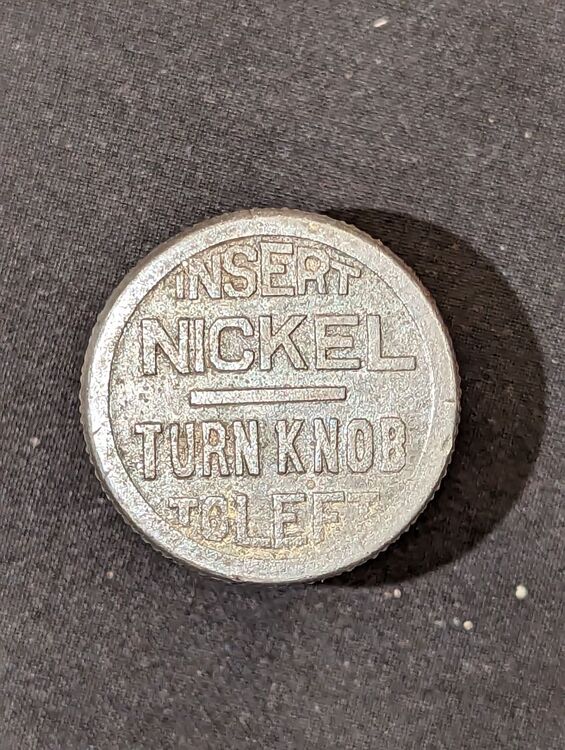 INSERT
NICKEL
TURN KNOB
TO LEFT